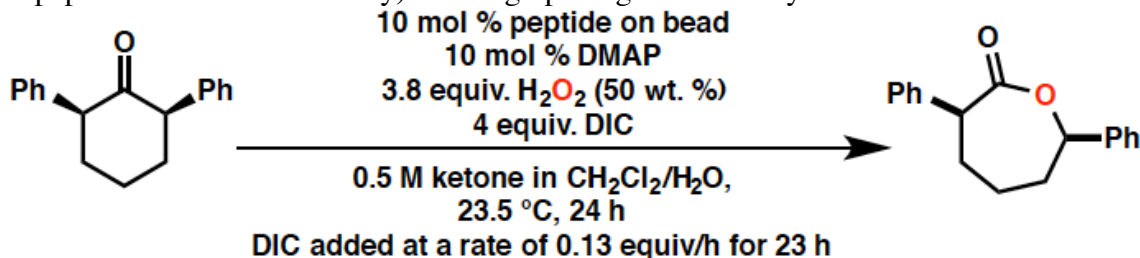 10 mol % peptide on bead
10 mol % DMAP
3.8 equiv. H₂O₂ (50 wt. %)
4 equiv. DIC
0.5 M ketone in CH₂Cl₂/H₂O,
23.5 °C, 24 h
DIC added at a rate of 0.13 equiv/h for 23 h
O
Ph
Ph
O
Ph
O
Ph